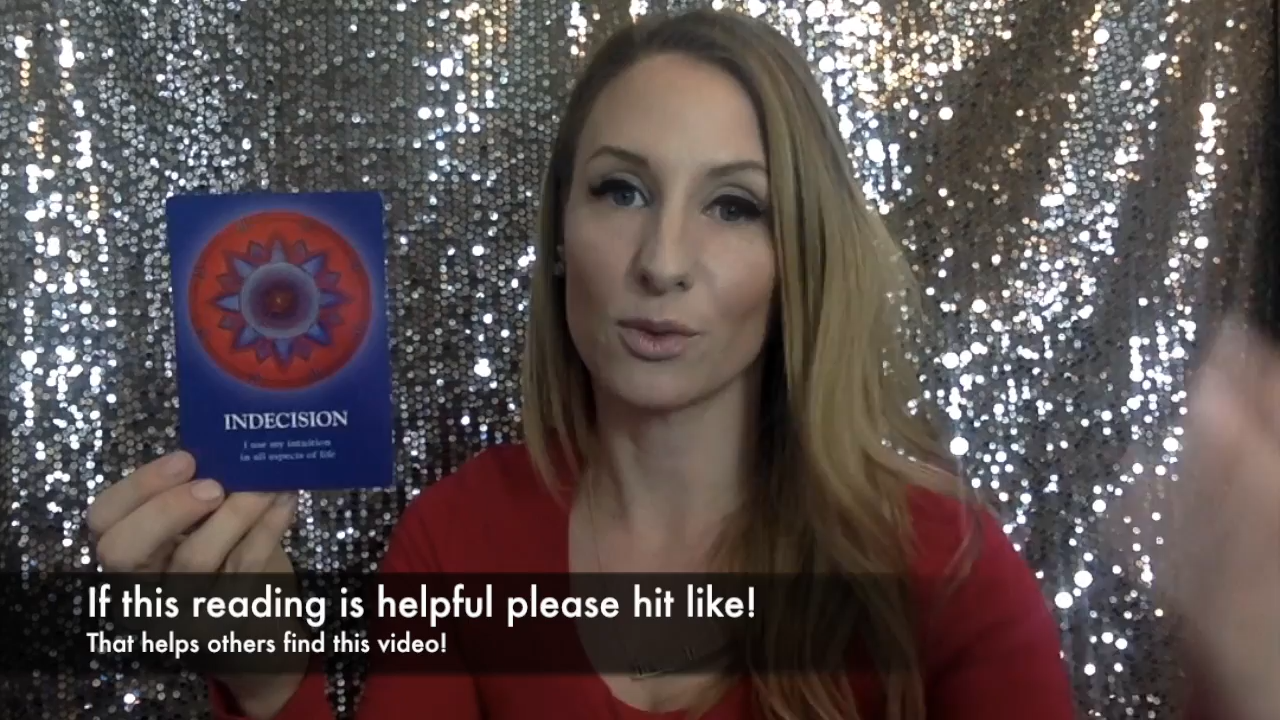 INDECISION
I use my intuition
in all aspects of life
If this reading is helpful please hit like!
That helps others find this video!